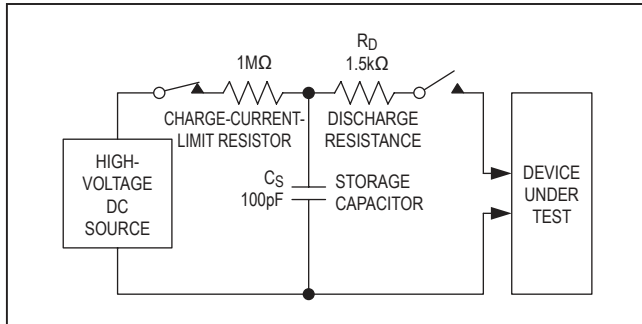 R_D
1MΩ
1.5kΩ
CHARGE-CURRENT-
LIMIT RESISTOR
DISCHARGE
RESISTANCE
HIGH-
VOLTAGE
DC
SOURCE
C_S
100pF
STORAGE
CAPACITOR
DEVICE
UNDER
TEST